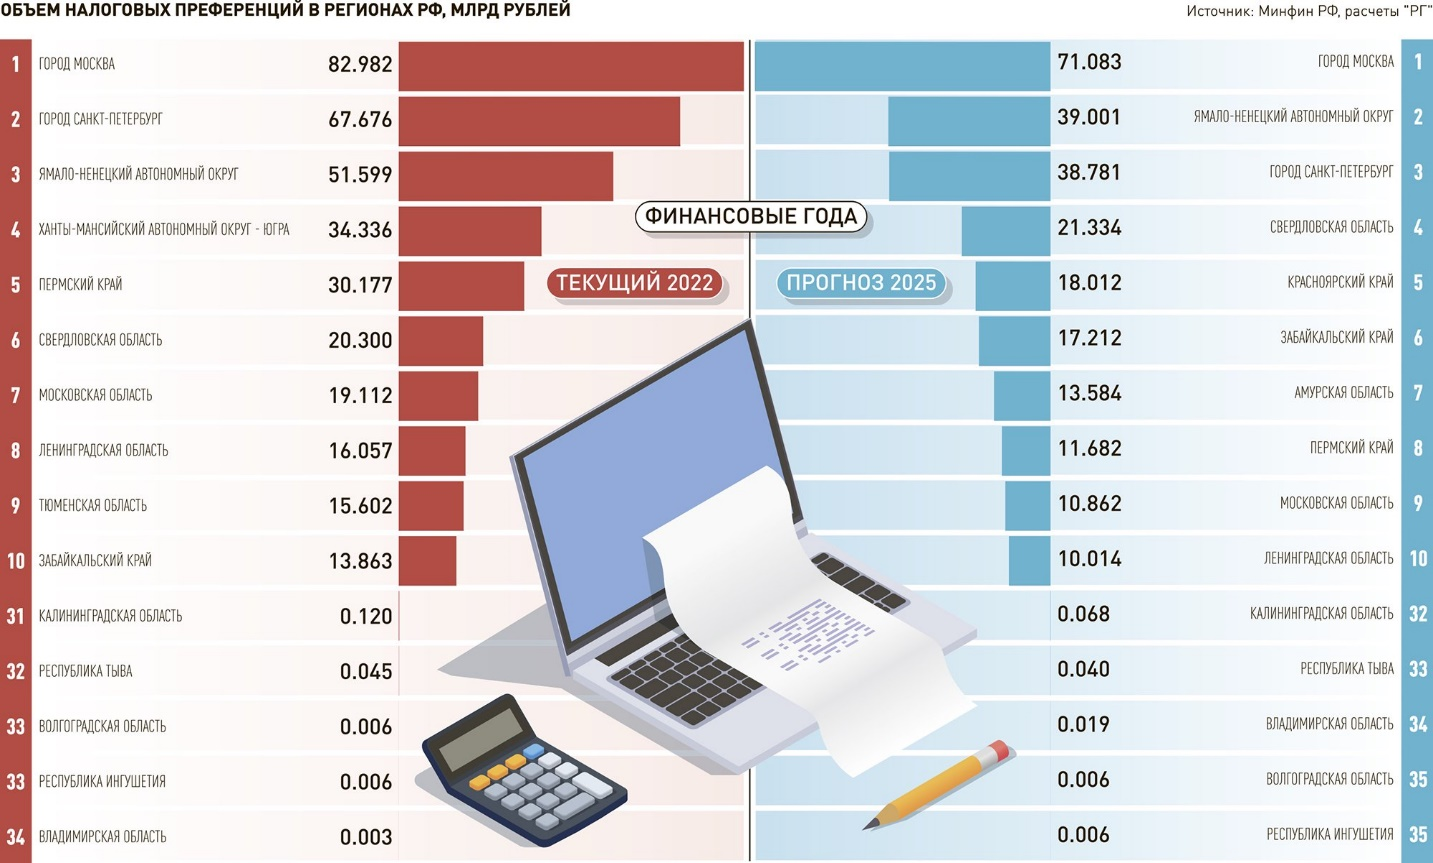 ОБЪЕМ НАЛОГОВЫХ ПРЕФЕРЕНЦИЙ В РЕГИОНАХ РФ, МЛРД РУБЛЕЙ
Источник: Минфин РФ, расчеты "РГ"
ФИНАНСОВЫЕ ГОДА
ТЕКУЩИЙ 2022
1 ГОРОД МОСКВА 82.982
2 ГОРОД САНКТ-ПЕТЕРБУРГ 67.676
3 ЯМАЛО-НЕНЕЦКИЙ АВТОНОМНЫЙ ОКРУГ 51.599
4 ХАНТЫ-МАНСИЙСКИЙ АВТОНОМНЫЙ ОКРУГ - ЮГРА 34.336
5 ПЕРМСКИЙ КРАЙ 30.177
6 СВЕРДЛОВСКАЯ ОБЛАСТЬ 20.300
7 МОСКОВСКАЯ ОБЛАСТЬ 19.112
8 ЛЕНИНГРАДСКАЯ ОБЛАСТЬ 16.057
9 ТЮМЕНСКАЯ ОБЛАСТЬ 15.602
10 ЗАБАЙКАЛЬСКИЙ КРАЙ 13.863
31 КАЛИНИНГРАДСКАЯ ОБЛАСТЬ 0.120
32 РЕСПУБЛИКА ТЫВА 0.045
33 ВОЛГОГРАДСКАЯ ОБЛАСТЬ 0.006
33 РЕСПУБЛИКА ИНГУШЕТИЯ 0.006
34 ВЛАДИМИРСКАЯ ОБЛАСТЬ 0.003
ПРОГНОЗ 2025
71.083 ГОРОД МОСКВА 1
39.001 ЯМАЛО-НЕНЕЦКИЙ АВТОНОМНЫЙ ОКРУГ 2
38.781 ГОРОД САНКТ-ПЕТЕРБУРГ 3
21.334 СВЕРДЛОВСКАЯ ОБЛАСТЬ 4
18.012 КРАСНОЯРСКИЙ КРАЙ 5
17.212 ЗАБАЙКАЛЬСКИЙ КРАЙ 6
13.584 АМУРСКАЯ ОБЛАСТЬ 7
11.682 ПЕРМСКИЙ КРАЙ 8
10.862 МОСКОВСКАЯ ОБЛАСТЬ 9
10.014 ЛЕНИНГРАДСКАЯ ОБЛАСТЬ 10
0.068 КАЛИНИНГРАДСКАЯ ОБЛАСТЬ 32
0.040 РЕСПУБЛИКА ТЫВА 33
0.019 ВЛАДИМИРСКАЯ ОБЛАСТЬ 34
0.006 ВОЛГОГРАДСКАЯ ОБЛАСТЬ 35
0.006 РЕСПУБЛИКА ИНГУШЕТИЯ 35